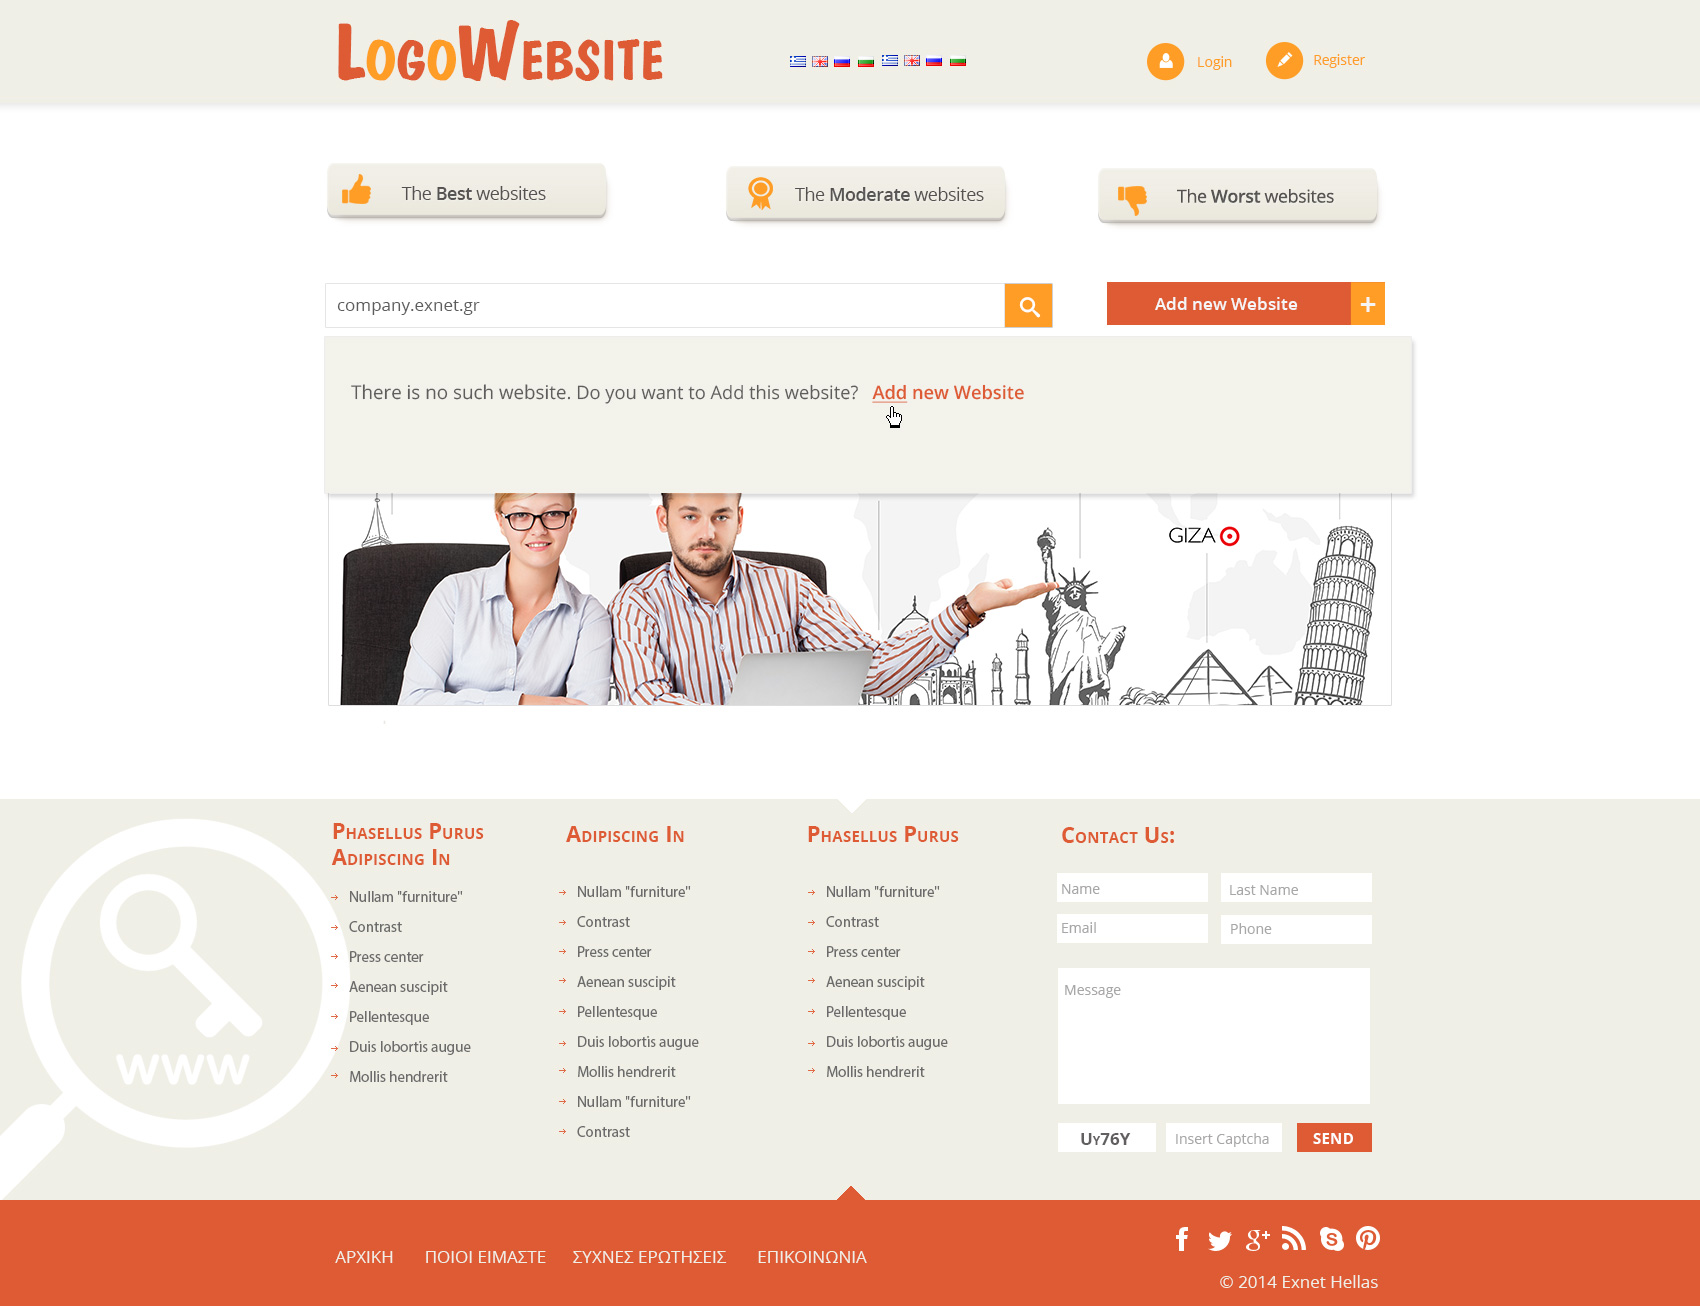 LogoWebsite
Login
Register
The Best websites
The Moderate websites
The Worst websites
company.exnet.gr
Add new Website
+
There is no such website. Do you want to Add this website? Add new Website
GIZA
Phasellus Purus
Adipiscing In
Nullam "furniture"
Contrast
Press center
Aenean suscipit
Pellentesque
Duis lobortis augue
Mollis hendrerit
www
Adipiscing In
Nullam "furniture"
Contrast
Press center
Aenean suscipit
Pellentesque
Duis lobortis augue
Mollis hendrerit
Nullam "furniture"
Contrast
Phasellus Purus
Nullam "furniture"
Contrast
Press center
Aenean suscipit
Pellentesque
Duis lobortis augue
Mollis hendrerit
Contact Us:
Name
Last Name
Email
Phone
Message
Uy76Y
Insert Captcha
SEND
ΑΡΧΙΚΗ
ΠΟΙΟΙ ΕΙΜΑΣΤΕ
ΣΥΧΝΕΣ ΕΡΩΤΗΣΕΙΣ
ΕΠΙΚΟΙΝΩΝΙΑ
© 2014 Exnet Hellas